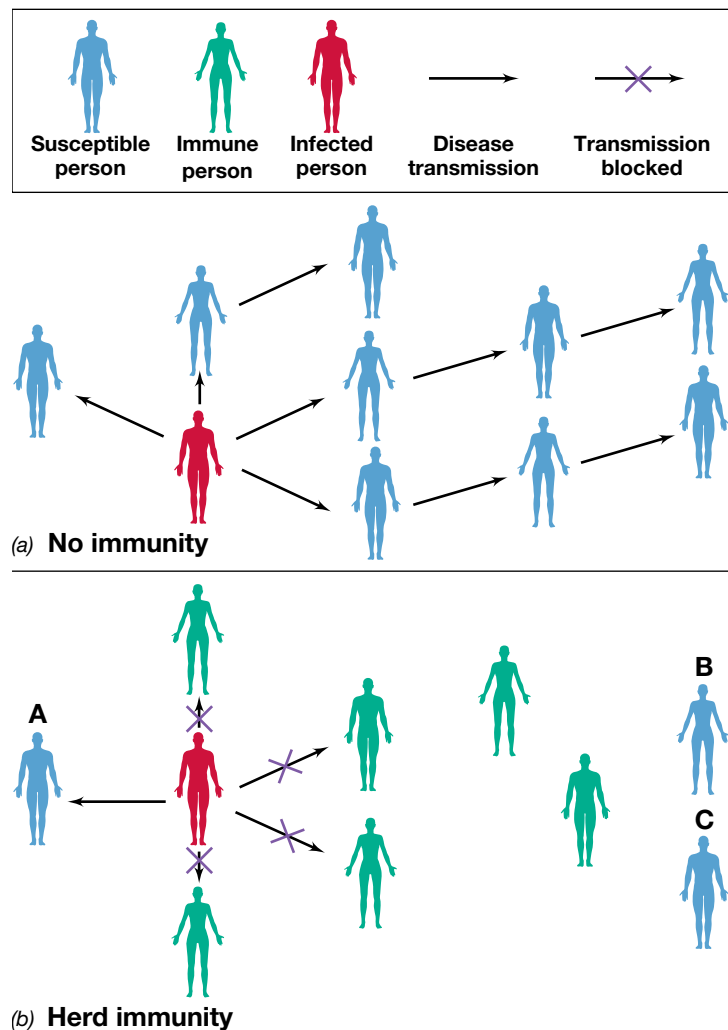 Susceptible person
Immune person
Infected person
Disease transmission
Transmission blocked
(a) No immunity
A
B
C
(b) Herd immunity